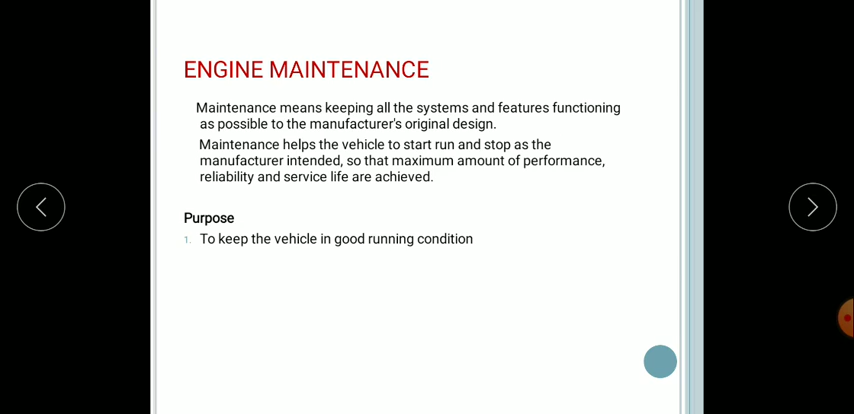 ENGINE MAINTENANCE
Maintenance means keeping all the systems and features functioning
as possible to the manufacturer's original design.
Maintenance helps the vehicle to start run and stop as the
manufacturer intended, so that maximum amount of performance,
reliability and service life are achieved.
Purpose
1. To keep the vehicle in good running condition